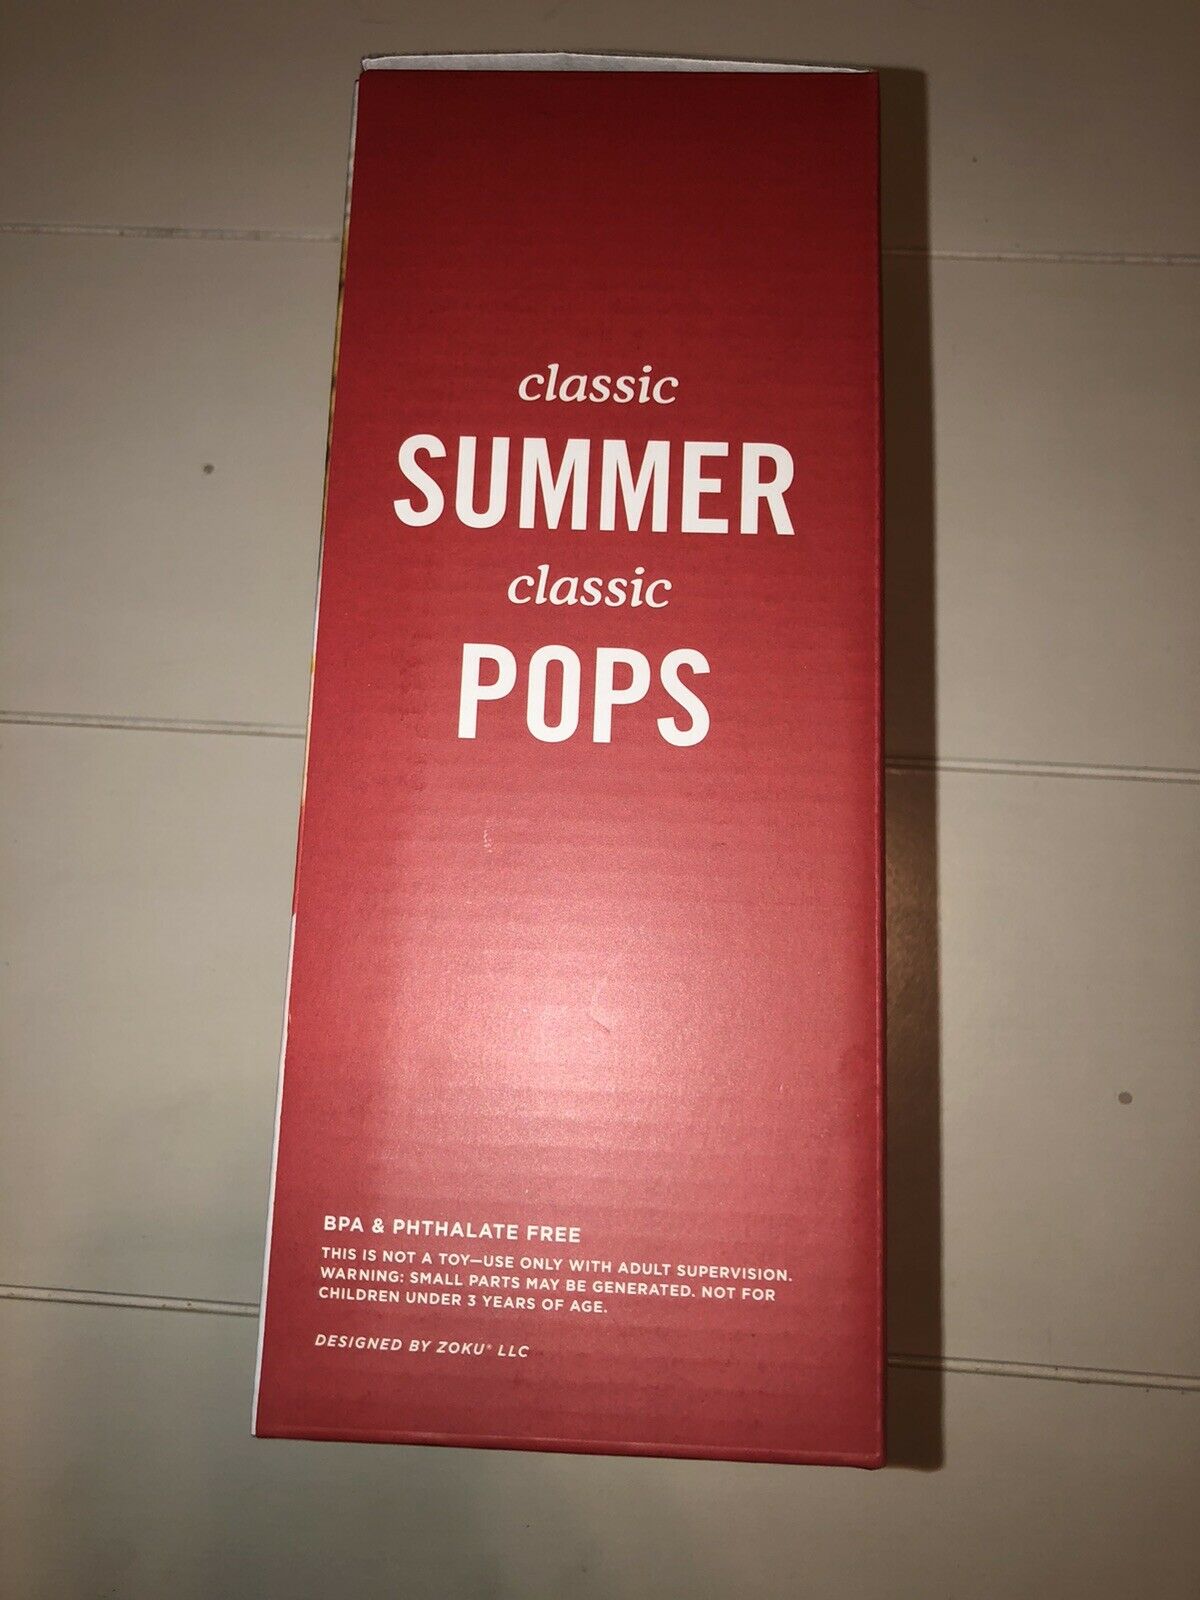 classic
SUMMER
classic
POPS
BPA & PHTHALATE FREE
THIS IS NOT A TOY—USE ONLY WITH ADULT SUPERVISION.
WARNING: SMALL PARTS MAY BE GENERATED. NOT FOR
CHILDREN UNDER 3 YEARS OF AGE.
DESIGNED BY ZOKU® LLC